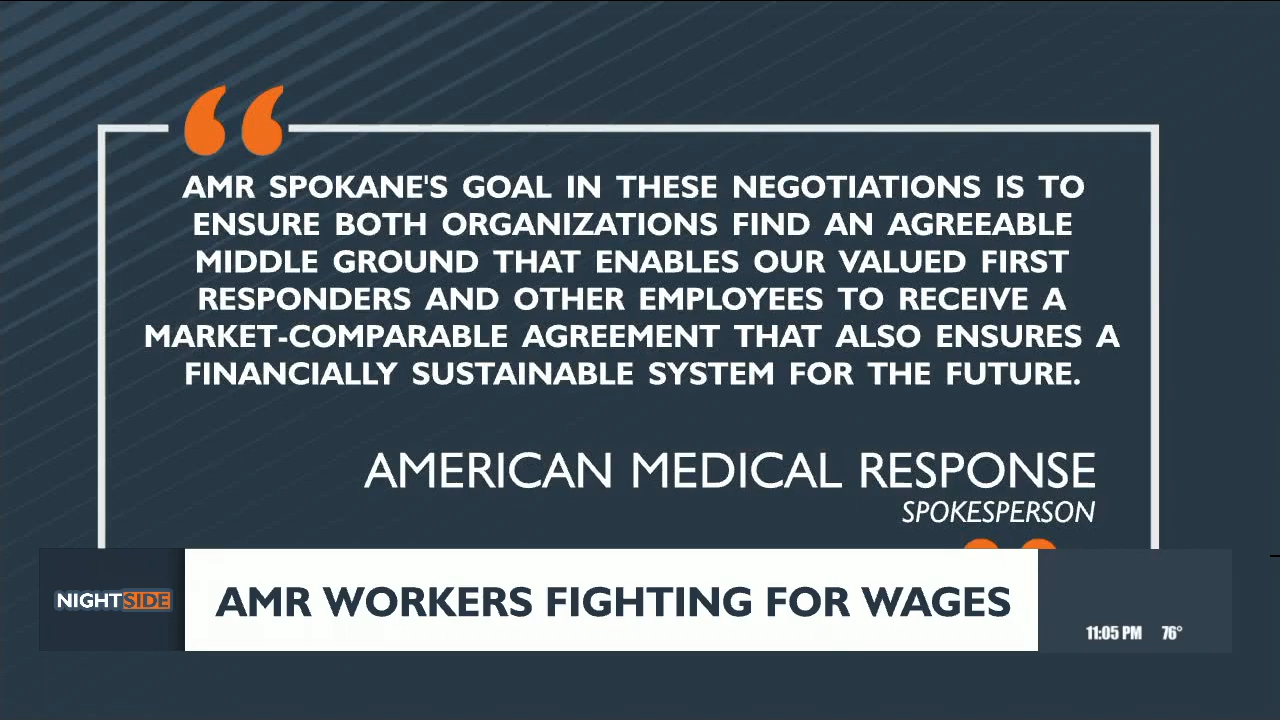 AMR SPOKANE'S GOAL IN THESE NEGOTIATIONS IS TO
ENSURE BOTH ORGANIZATIONS FIND AN AGREEABLE
MIDDLE GROUND THAT ENABLES OUR VALUED FIRST
RESPONDERS AND OTHER EMPLOYEES TO RECEIVE A
MARKET-COMPARABLE AGREEMENT THAT ALSO ENSURES A
FINANCIALLY SUSTAINABLE SYSTEM FOR THE FUTURE.
AMERICAN MEDICAL RESPONSE
SPOKESPERSON
NIGHTSIDE
AMR WORKERS FIGHTING FOR WAGES
11:05 PM 76°